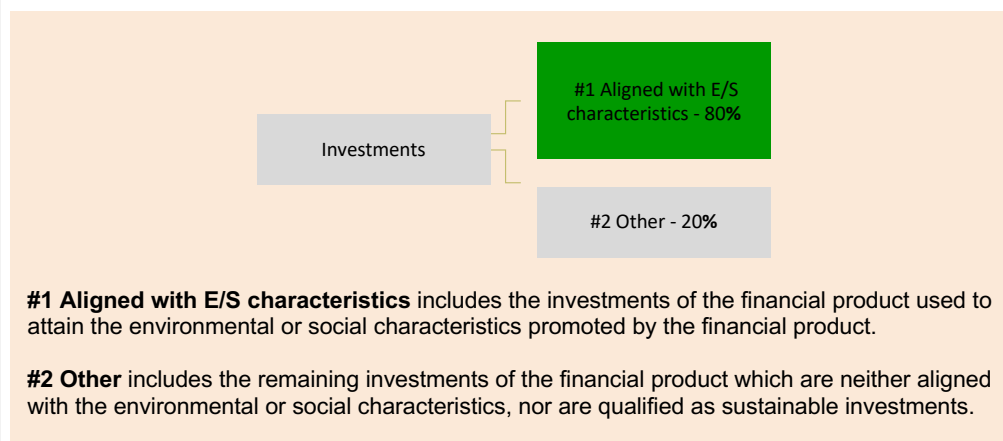 #1 Aligned with E/S
characteristics - 80%
Investments
#2 Other - 20%
#1 Aligned with E/S characteristics includes the investments of the financial product used to
attain the environmental or social characteristics promoted by the financial product.
#2 Other includes the remaining investments of the financial product which are neither aligned
with the environmental or social characteristics, nor are qualified as sustainable investments.